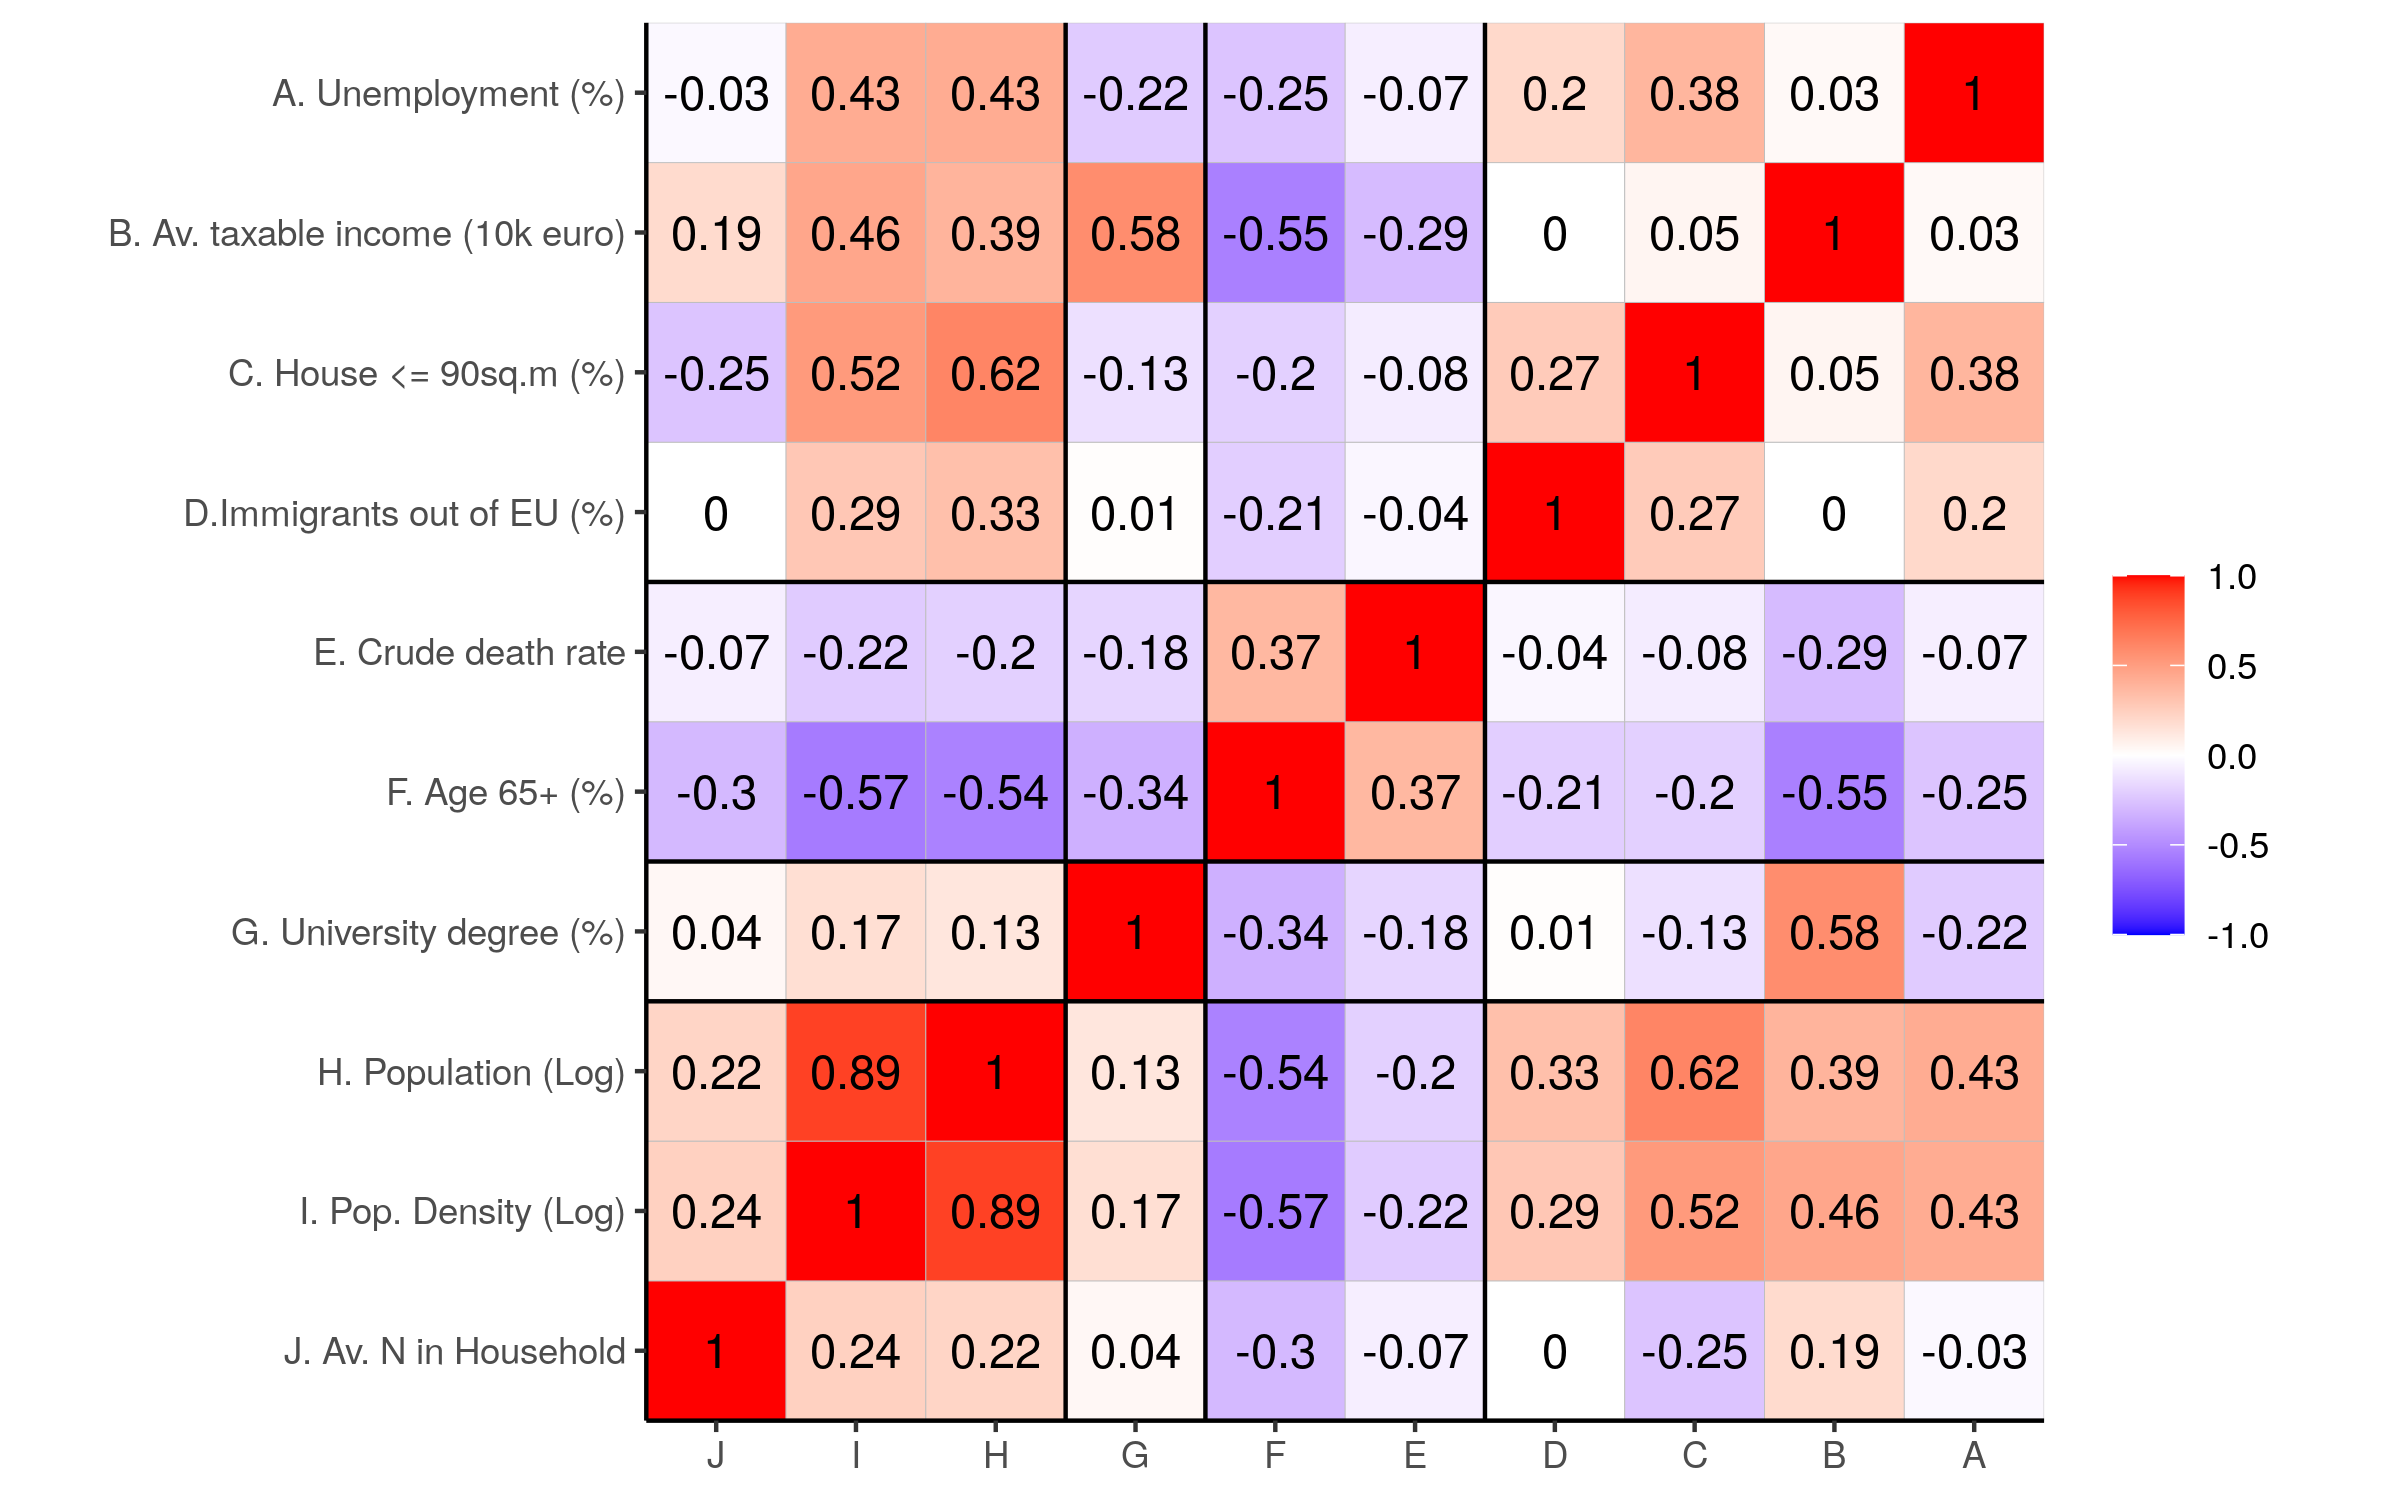 A. Unemployment (%) -0.03 0.43 0.43 -0.22 -0.25 -0.07 0.2 0.38 0.03 1
B. Av. taxable income (10k euro) 0.19 0.46 0.39 0.58 -0.55 -0.29 0 0.05 1 0.03
C. House <= 90sq.m (%) -0.25 0.52 0.62 -0.13 -0.2 -0.08 0.27 1 0.05 0.38
D.Immigrants out of EU (%) 0 0.29 0.33 0.01 -0.21 -0.04 1 0.27 0 0.2
E. Crude death rate -0.07 -0.22 -0.2 -0.18 0.37 1 -0.04 -0.08 -0.29 -0.07
F. Age 65+ (%) -0.3 -0.57 -0.54 -0.34 1 0.37 -0.21 -0.2 -0.55 -0.25
G. University degree (%) 0.04 0.17 0.13 1 -0.34 -0.18 0.01 -0.13 0.58 -0.22
H. Population (Log) 0.22 0.89 1 0.13 -0.54 -0.2 0.33 0.62 0.39 0.43
I. Pop. Density (Log) 0.24 1 0.89 0.17 -0.57 -0.22 0.29 0.52 0.46 0.43
J. Av. N in Household 1 0.24 0.22 0.04 -0.3 -0.07 0 -0.25 0.19 -0.03
J I H G F E D C B A
1.0
0.5
0.0
-0.5
-1.0